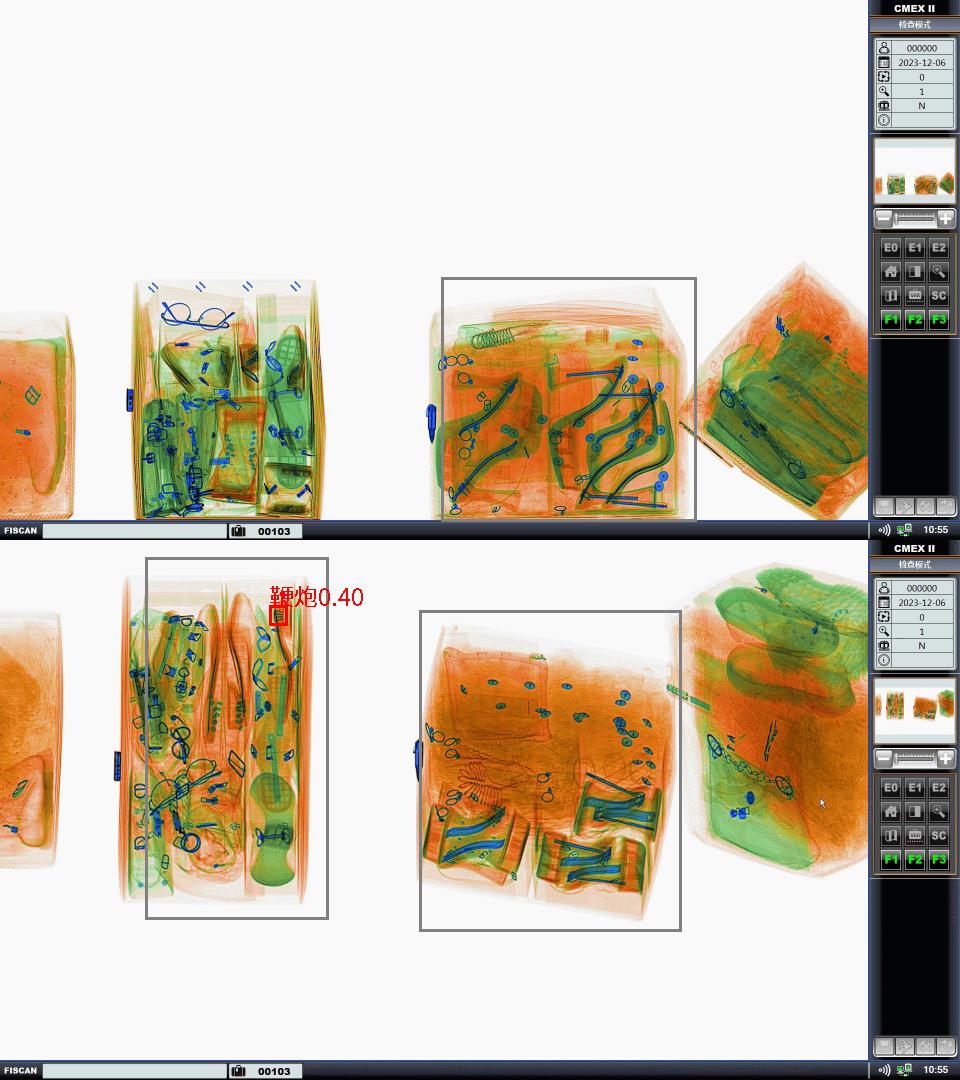 CMEX II
检查模式
000000
2023-12-06
0
1
N
E0 E1 E2
SC
F1 F2 F3
FISCAN 00103 10:55
CMEX II
检查模式
鞭炮0.40
000000
2023-12-06
0
1
N
E0 E1 E2
SC
F1 F2 F3
FISCAN 00103 10:55